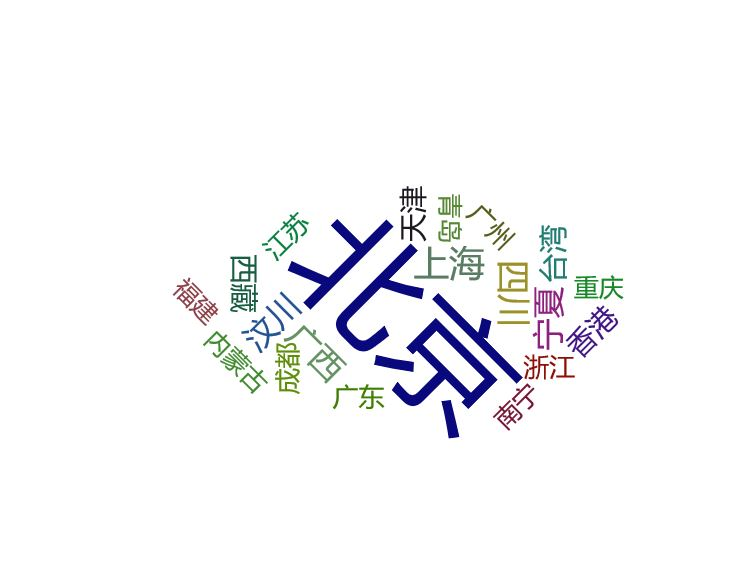 天津
青岛
广州
江苏
北京
上海
台湾
西藏
四川
重庆
福建
汶川
宁夏
香港
内蒙古
广西
成都
浙江
广东
南宁